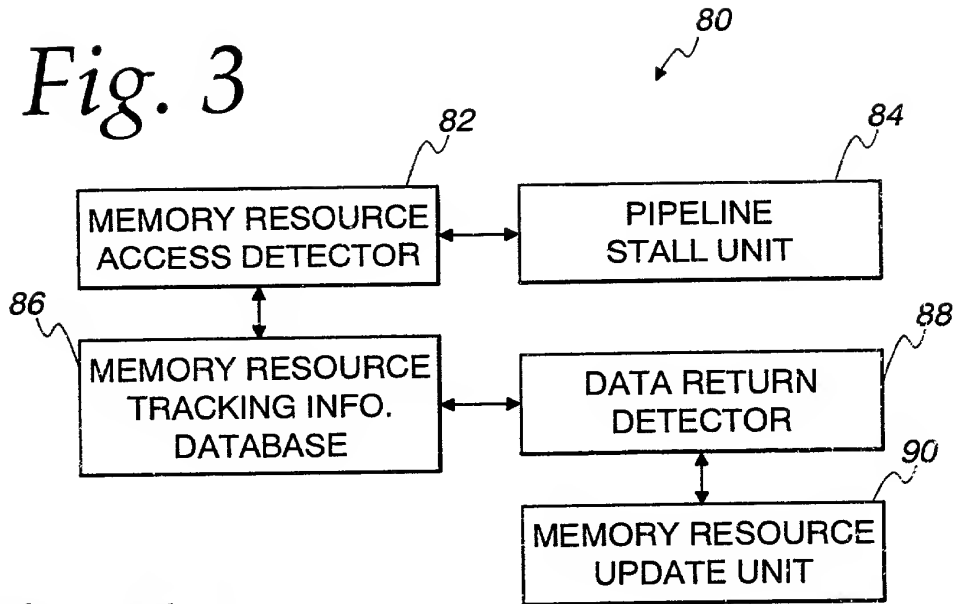 Fig. 3
80
82
84
MEMORY RESOURCE
ACCESS DETECTOR
PIPELINE
STALL UNIT
86
88
MEMORY RESOURCE
TRACKING INFO.
DATABASE
DATA RETURN
DETECTOR
90
MEMORY RESOURCE
UPDATE UNIT